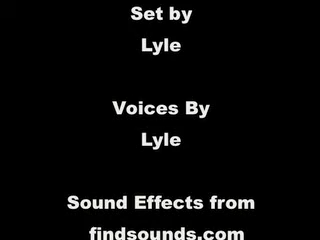 Set by
Lyle
Voices By
Lyle
Sound Effects from
findsounds.com